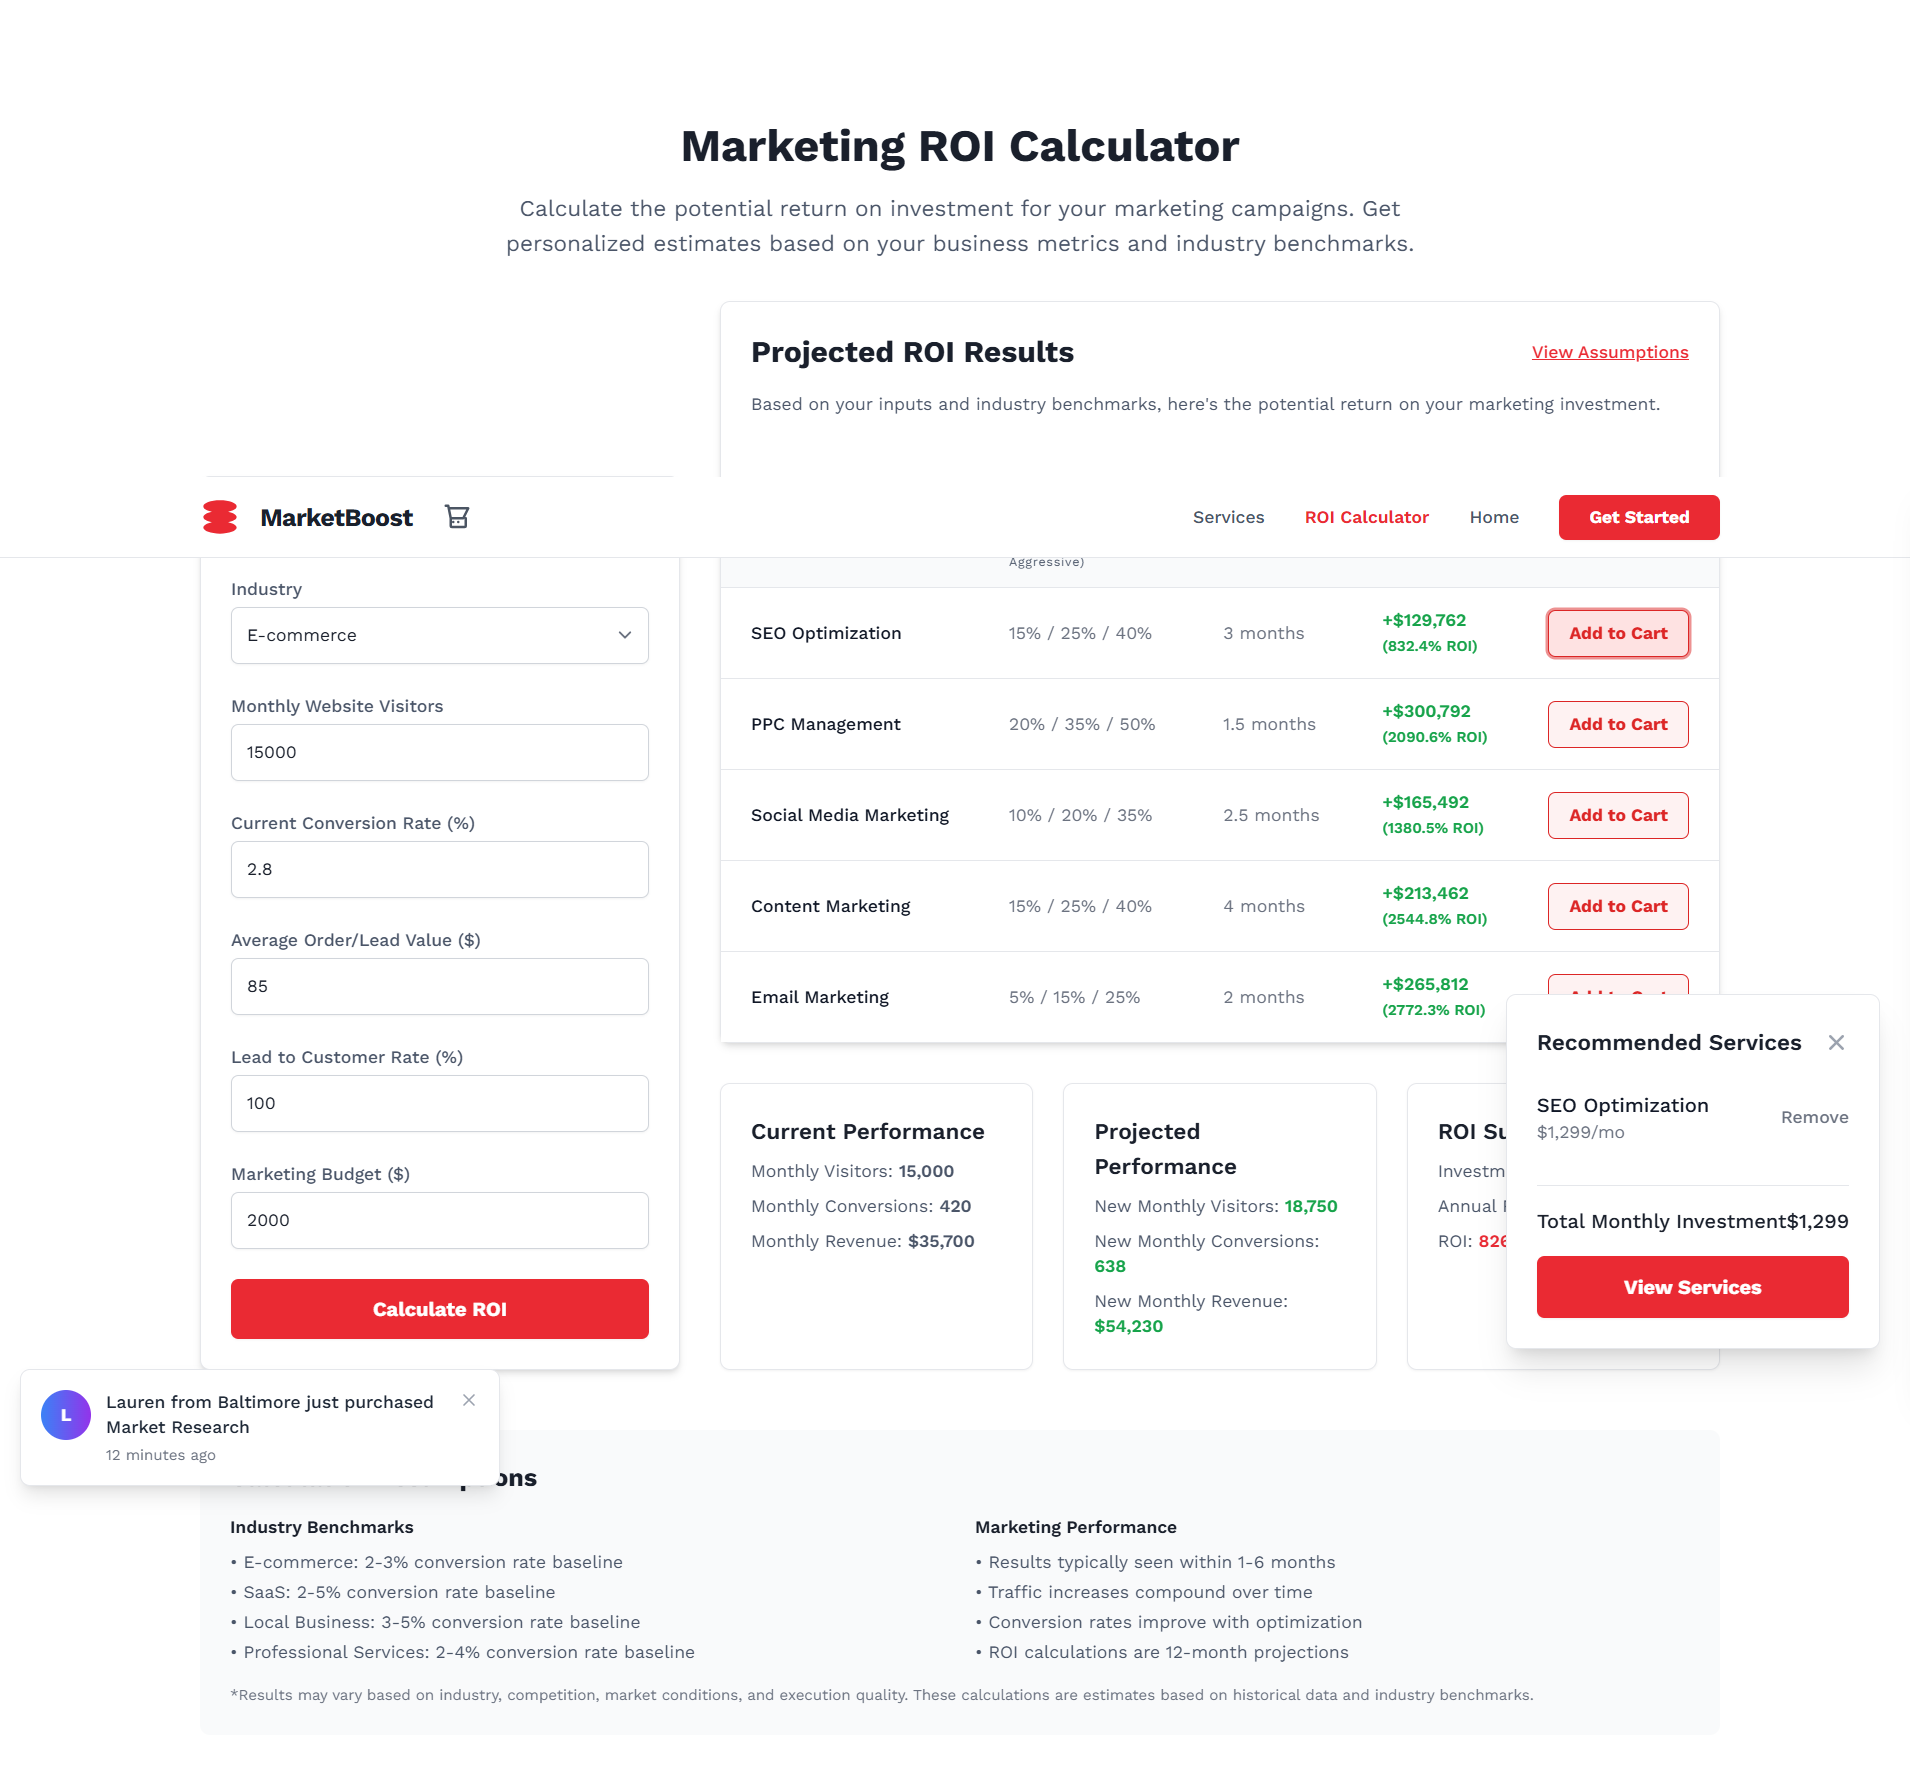 Marketing ROI Calculator
Calculate the potential return on investment for your marketing campaigns. Get
personalized estimates based on your business metrics and industry benchmarks.
Projected ROI Results
View Assumptions
Based on your inputs and industry benchmarks, here's the potential return on your marketing investment.
MarketBoost
Services
ROI Calculator
Home
Get Started
Aggressive)
Industry
E-commerce
Monthly Website Visitors
15000
Current Conversion Rate (%)
2.8
Average Order/Lead Value ($)
85
Lead to Customer Rate (%)
100
Marketing Budget ($)
2000
Calculate ROI
SEO Optimization
15% / 25% / 40%
3 months
+$129,762
(832.4% ROI)
Add to Cart
PPC Management
20% / 35% / 50%
1.5 months
+$300,792
(2090.6% ROI)
Add to Cart
Social Media Marketing
10% / 20% / 35%
2.5 months
+$165,492
(1380.5% ROI)
Add to Cart
Content Marketing
15% / 25% / 40%
4 months
+$213,462
(2544.8% ROI)
Add to Cart
Email Marketing
5% / 15% / 25%
2 months
+$265,812
(2772.3% ROI)
Current Performance
Monthly Visitors: 15,000
Monthly Conversions: 420
Monthly Revenue: $35,700
Projected
Performance
New Monthly Visitors: 18,750
New Monthly Conversions:
638
New Monthly Revenue:
$54,230
ROI
Annual
ROI:
Recommended Services
SEO Optimization
$1,299/mo
Remove
Total Monthly Investment$1,299
View Services
L
Lauren from Baltimore just purchased
Market Research
12 minutes ago
Industry Benchmarks
• E-commerce: 2-3% conversion rate baseline
• SaaS: 2-5% conversion rate baseline
• Local Business: 3-5% conversion rate baseline
• Professional Services: 2-4% conversion rate baseline
Marketing Performance
• Results typically seen within 1-6 months
• Traffic increases compound over time
• Conversion rates improve with optimization
• ROI calculations are 12-month projections
*Results may vary based on industry, competition, market conditions, and execution quality. These calculations are estimates based on historical data and industry benchmarks.